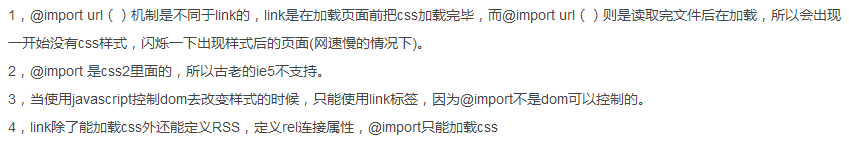 1，@import url（）机制是不同于link的，link是在加载页面前把css加载完毕，而@import url（）则是读取完文件后在加载，所以会出现
一开始没有css样式，闪烁一下出现样式后的页面(网速慢的情况下)。
2，@import 是css2里面的，所以古老的ie5不支持。
3，当使用javascript控制dom去改变样式的时候，只能使用link标签，因为@import不是dom可以控制的。
4，link除了能加载css外还能定义RSS，定义rel连接属性，@import只能加载css